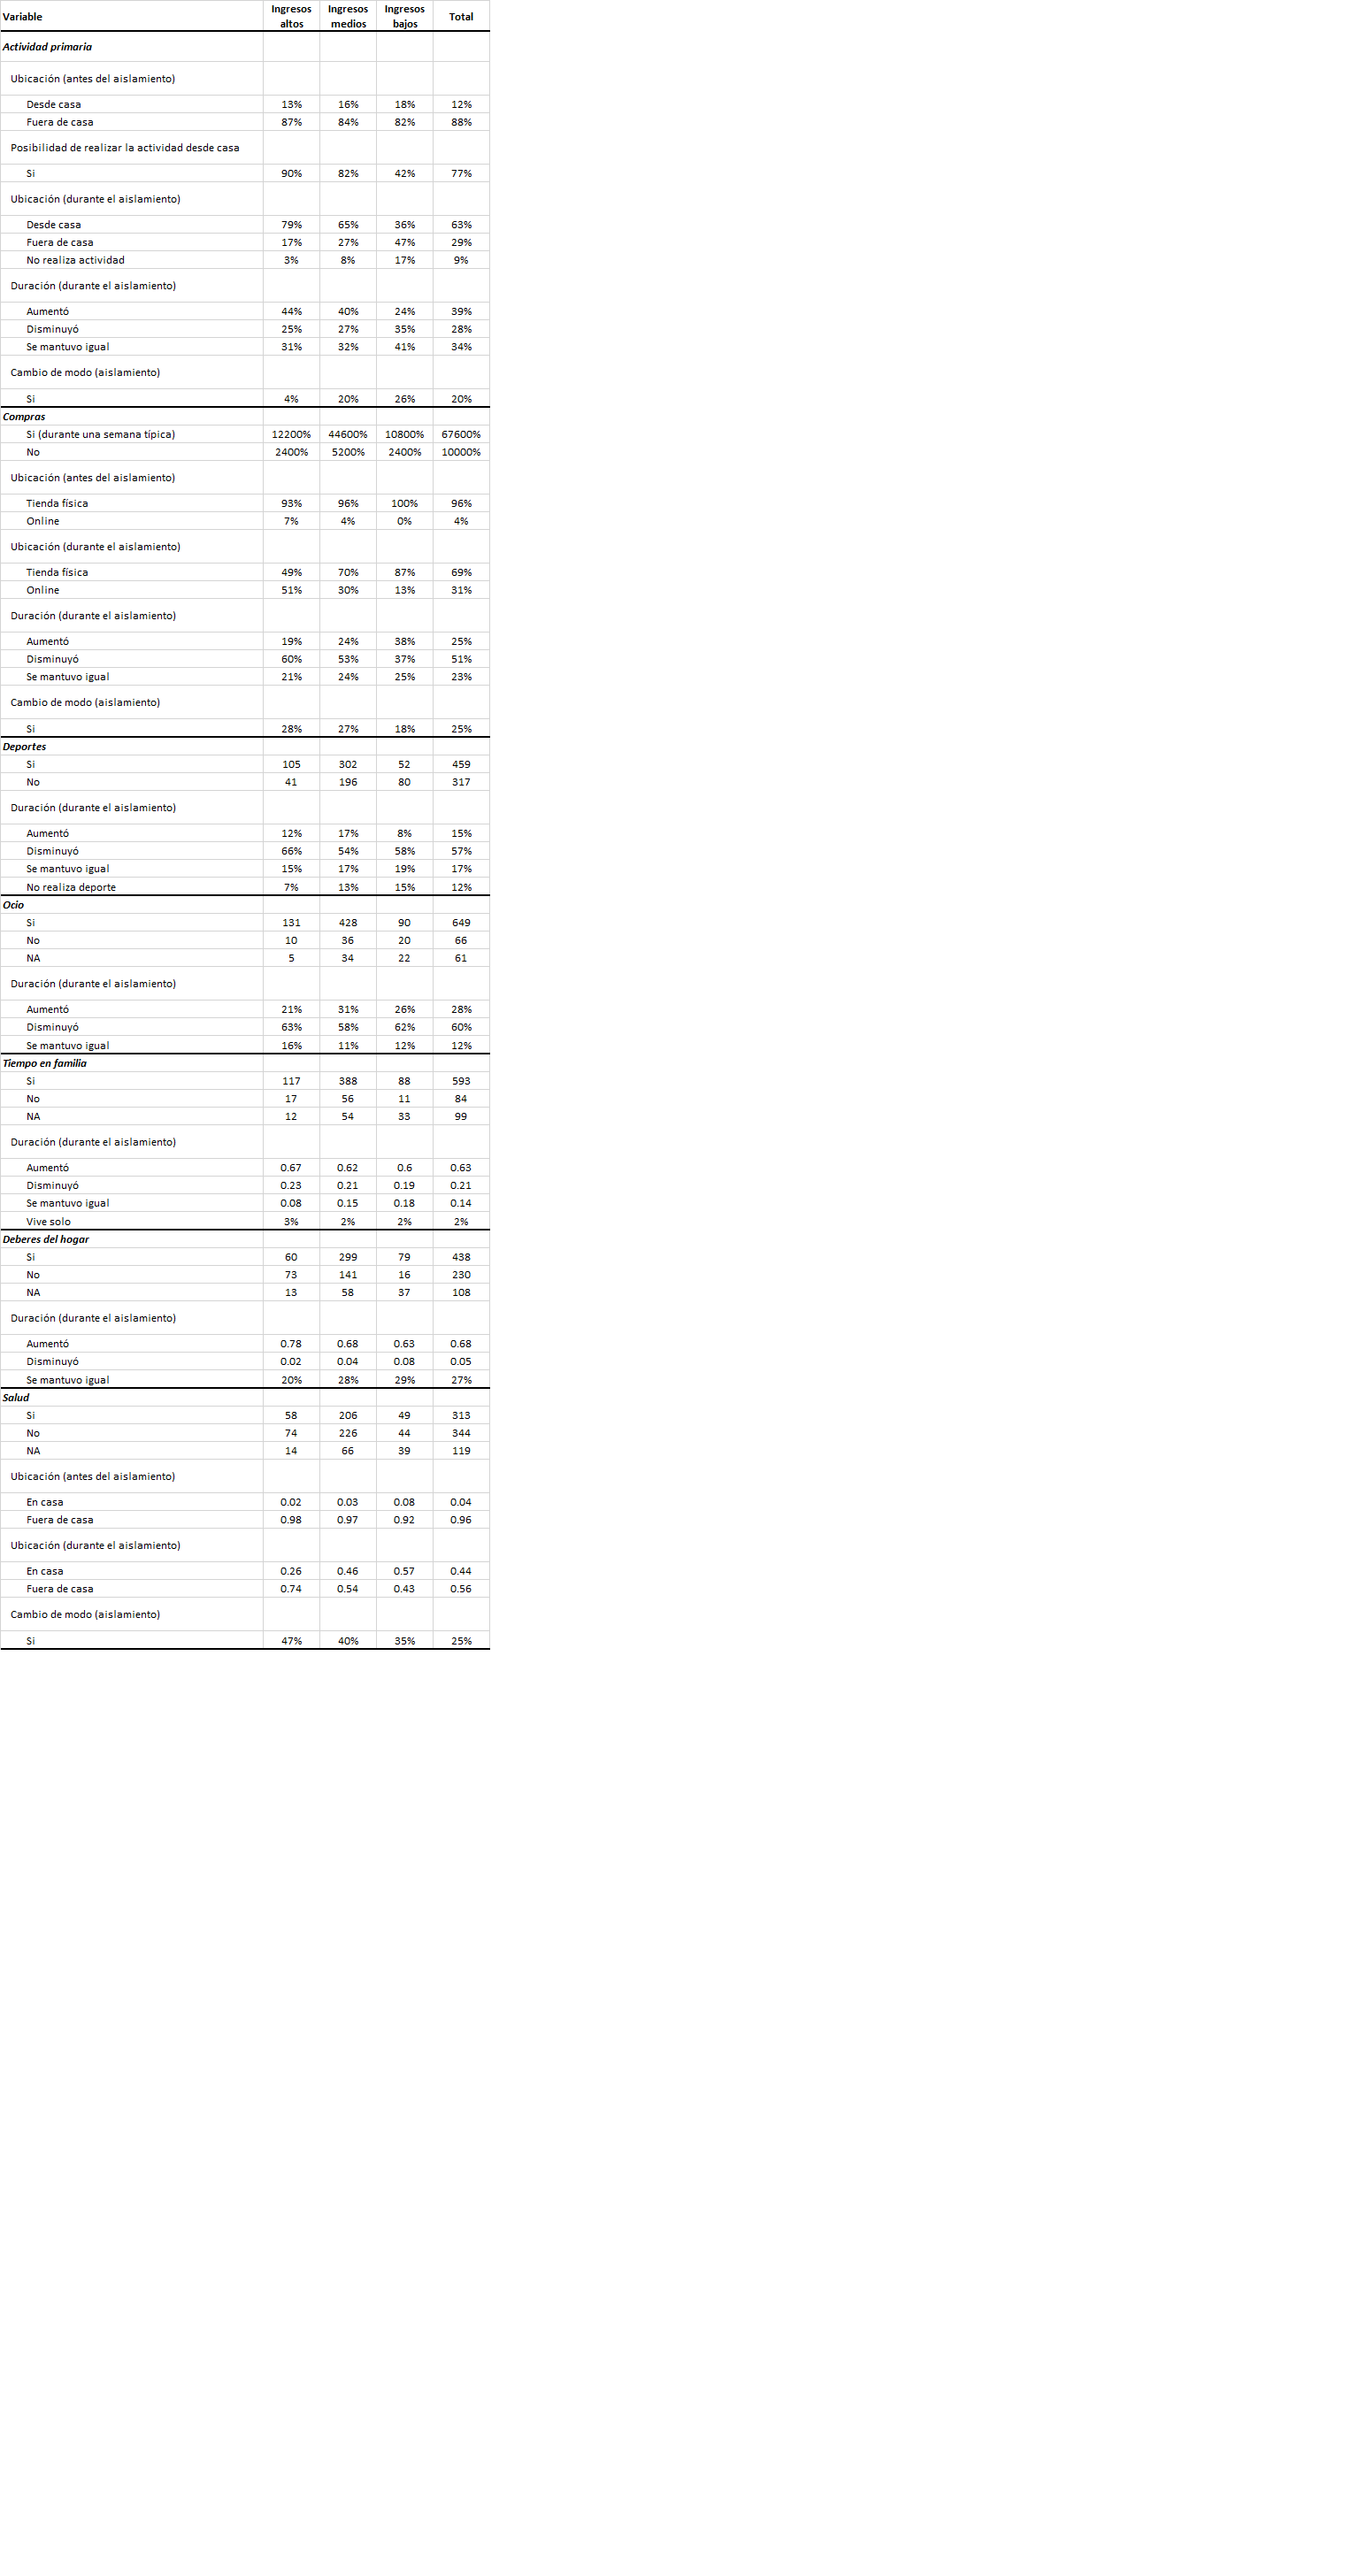 Variable Ingresos altos Ingresos medios Ingresos bajos Total
Actividad primaria
Ubicación (antes del aislamiento)
Desde casa 13% 16% 18% 12%
Fuera de casa 87% 84% 82% 88%
Posibilidad de realizar la actividad desde casa
Si 90% 82% 42% 77%
Ubicación (durante el aislamiento)
Desde casa 79% 65% 36% 63%
Fuera de casa 17% 27% 47% 29%
No realiza actividad 3% 8% 17% 9%
Duración (durante el aislamiento)
Aumentó 44% 40% 24% 39%
Disminuyó 25% 27% 35% 28%
Se mantuvo igual 31% 32% 41% 34%
Cambio de modo (aislamiento)
Si 4% 20% 26% 20%
Compras
Si (durante una semana típica) 12200% 44600% 10800% 67600%
No 2400% 5200% 2400% 10000%
Ubicación (antes del aislamiento)
Tienda física 93% 96% 100% 96%
Online 7% 4% 0% 4%
Ubicación (durante el aislamiento)
Tienda física 49% 70% 87% 69%
Online 51% 30% 13% 31%
Duración (durante el aislamiento)
Aumentó 19% 24% 38% 25%
Disminuyó 60% 53% 37% 51%
Se mantuvo igual 21% 24% 25% 23%
Cambio de modo (aislamiento)
Si 28% 27% 18% 25%
Deportes
Si 105 302 52 459
No 41 196 80 317
Duración (durante el aislamiento)
Aumentó 12% 17% 8% 15%
Disminuyó 66% 54% 58% 57%
Se mantuvo igual 15% 17% 19% 17%
No realiza deporte 7% 13% 15% 12%
Ocio
Si 131 428 90 649
No 10 36 20 66
NA 5 34 22 61
Duración (durante el aislamiento)
Aumentó 21% 31% 26% 28%
Disminuyó 63% 58% 62% 60%
Se mantuvo igual 16% 11% 12% 12%
Tiempo en familia
Si 117 388 88 593
No 17 56 11 84
NA 12 54 33 99
Duración (durante el aislamiento)
Aumentó 0.67 0.62 0.6 0.63
Disminuyó 0.23 0.21 0.19 0.21
Se mantuvo igual 0.08 0.15 0.18 0.14
Vive solo 3% 2% 2% 2%
Deberes del hogar
Si 60 299 79 438
No 73 141 16 230
NA 13 58 37 108
Duración (durante el aislamiento)
Aumentó 0.78 0.68 0.63 0.68
Disminuyó 0.02 0.04 0.08 0.05
Se mantuvo igual 20% 28% 29% 27%
Salud
Si 58 206 49 313
No 74 226 44 344
NA 14 66 39 119
Ubicación (antes del aislamiento)
En casa 0.02 0.03 0.08 0.04
Fuera de casa 0.98 0.97 0.92 0.96
Ubicación (durante el aislamiento)
En casa 0.26 0.46 0.57 0.44
Fuera de casa 0.74 0.54 0.43 0.56
Cambio de modo (aislamiento)
Si 47% 40% 35% 25%